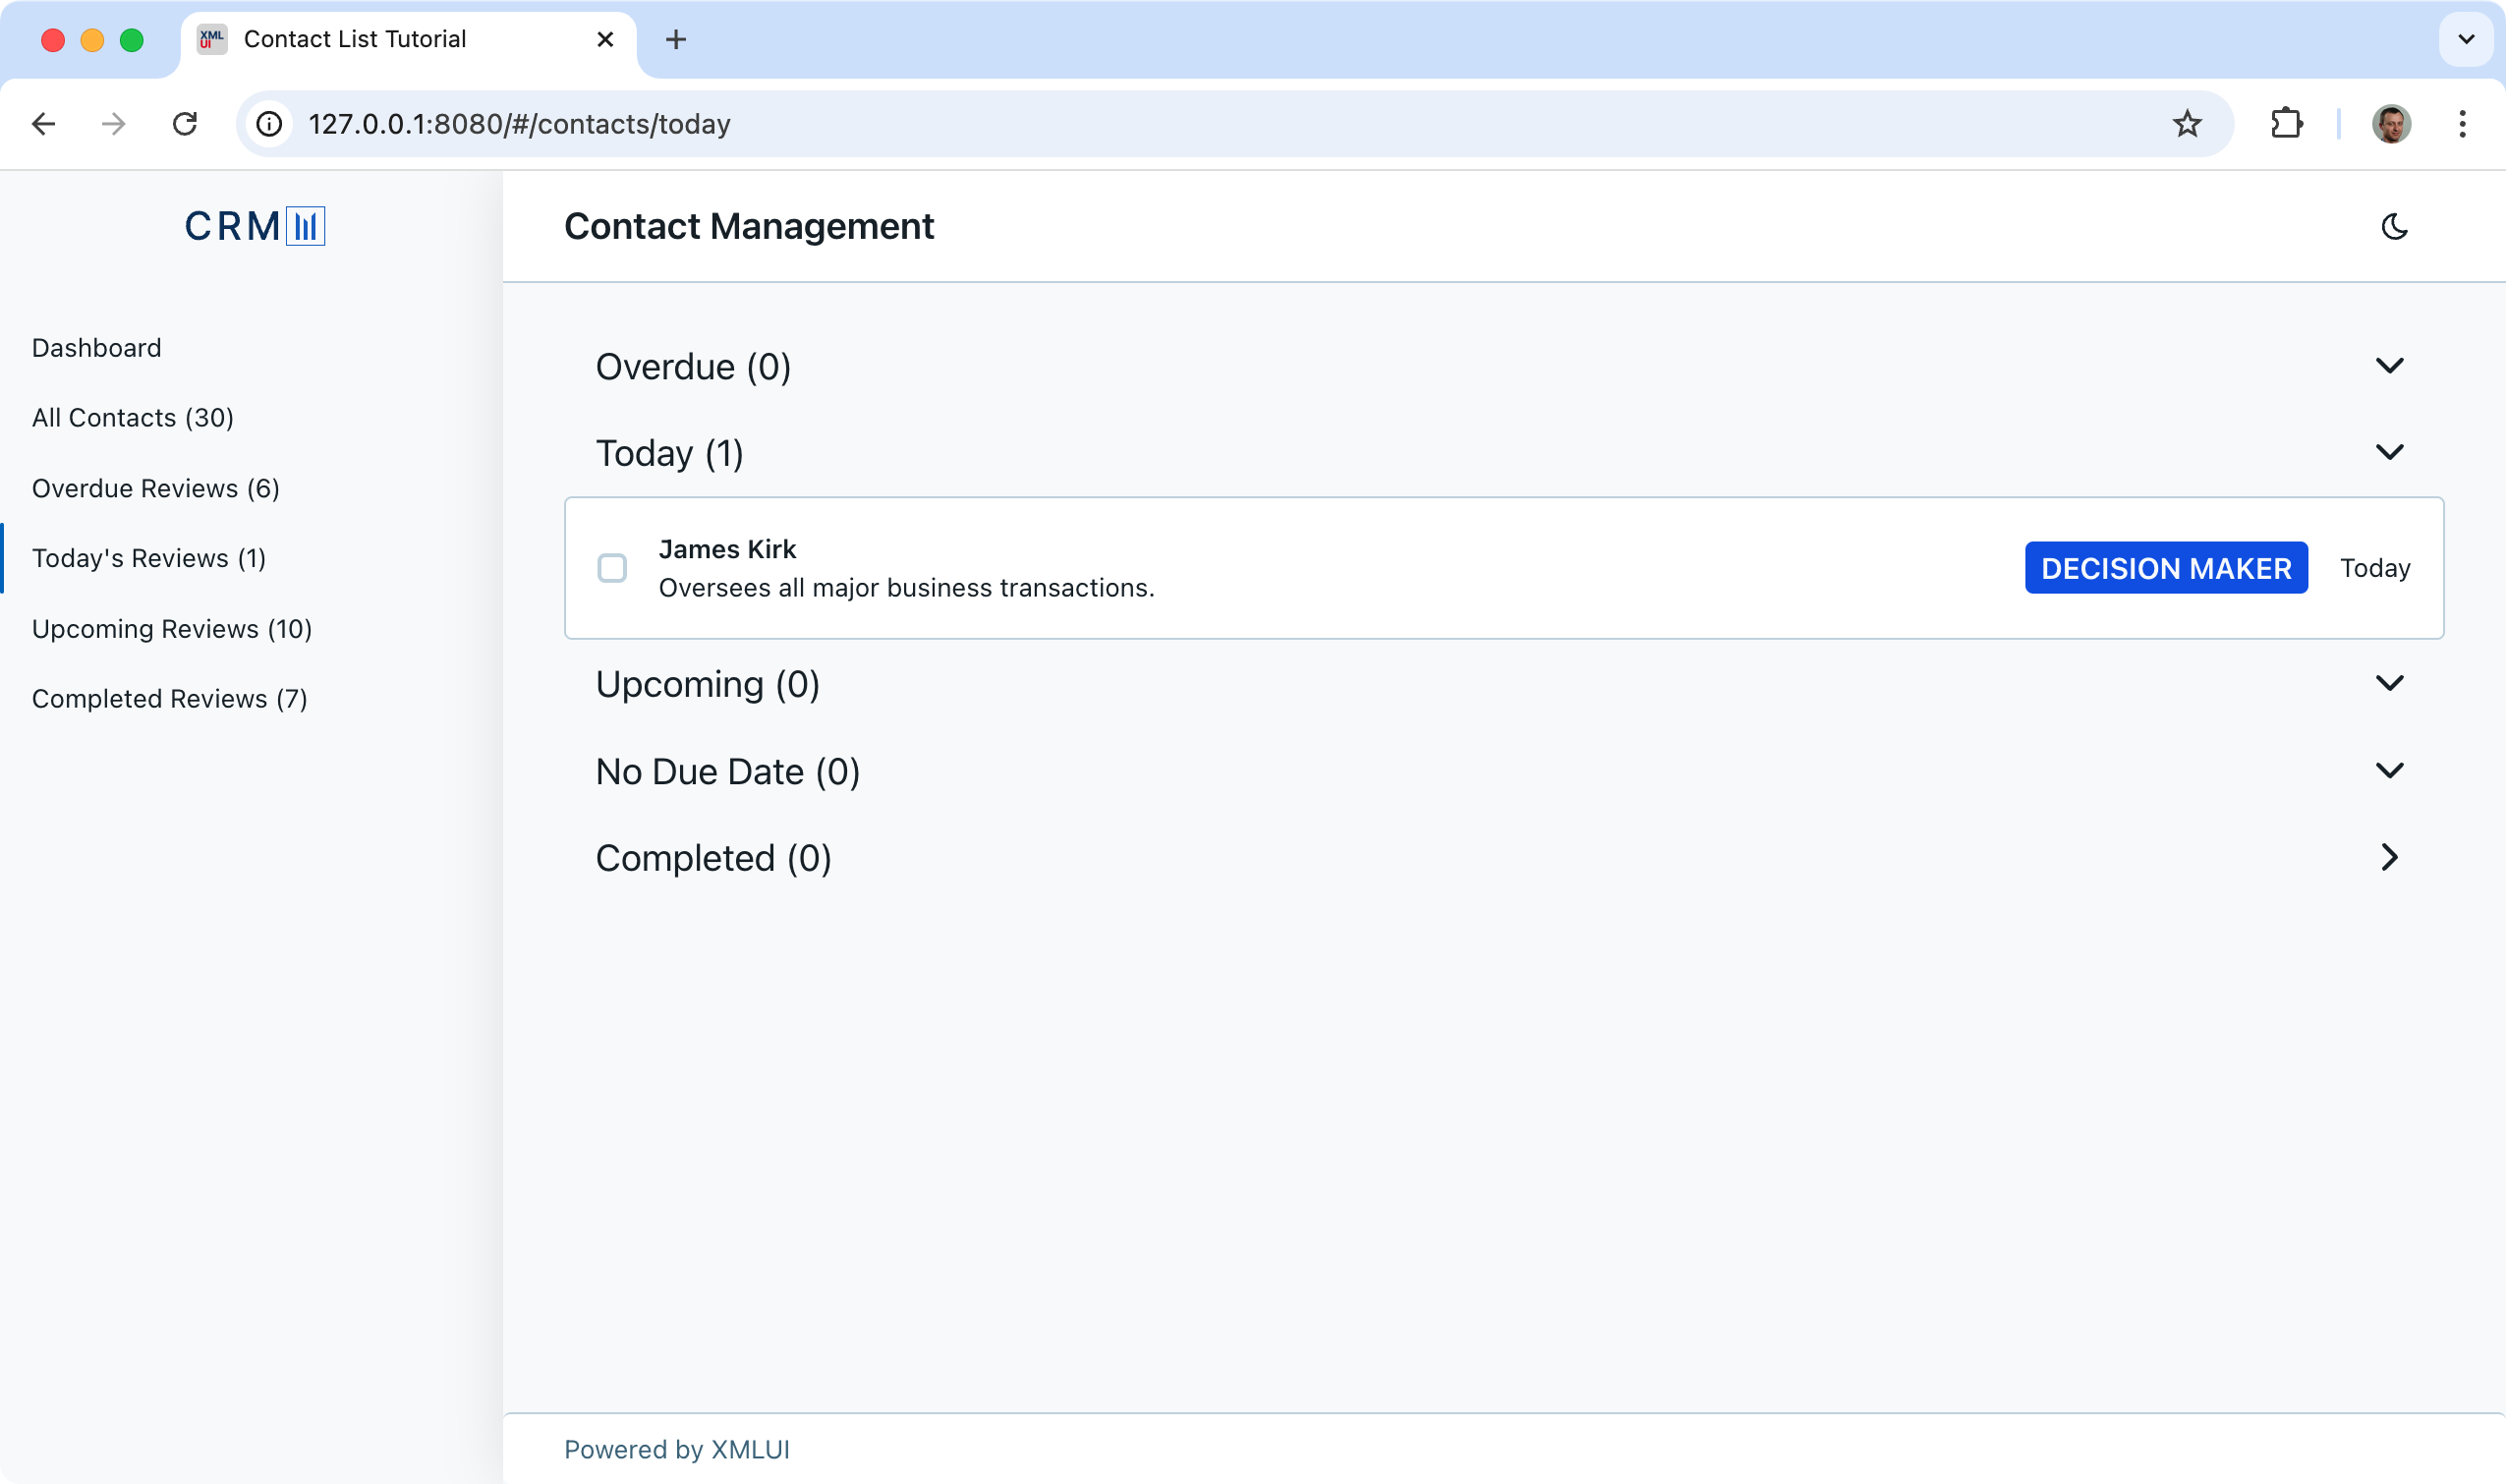 XML
UI
Contact List Tutorial
127.0.0.1:8080/#/contacts/today
CRM
Contact Management
Dashboard
All Contacts (30)
Overdue Reviews (6)
Today's Reviews (1)
Upcoming Reviews (10)
Completed Reviews (7)
Overdue (0)
Today (1)
James Kirk
Oversees all major business transactions.
DECISION MAKER
Today
Upcoming (0)
No Due Date (0)
Completed (0)
Powered by XMLUI